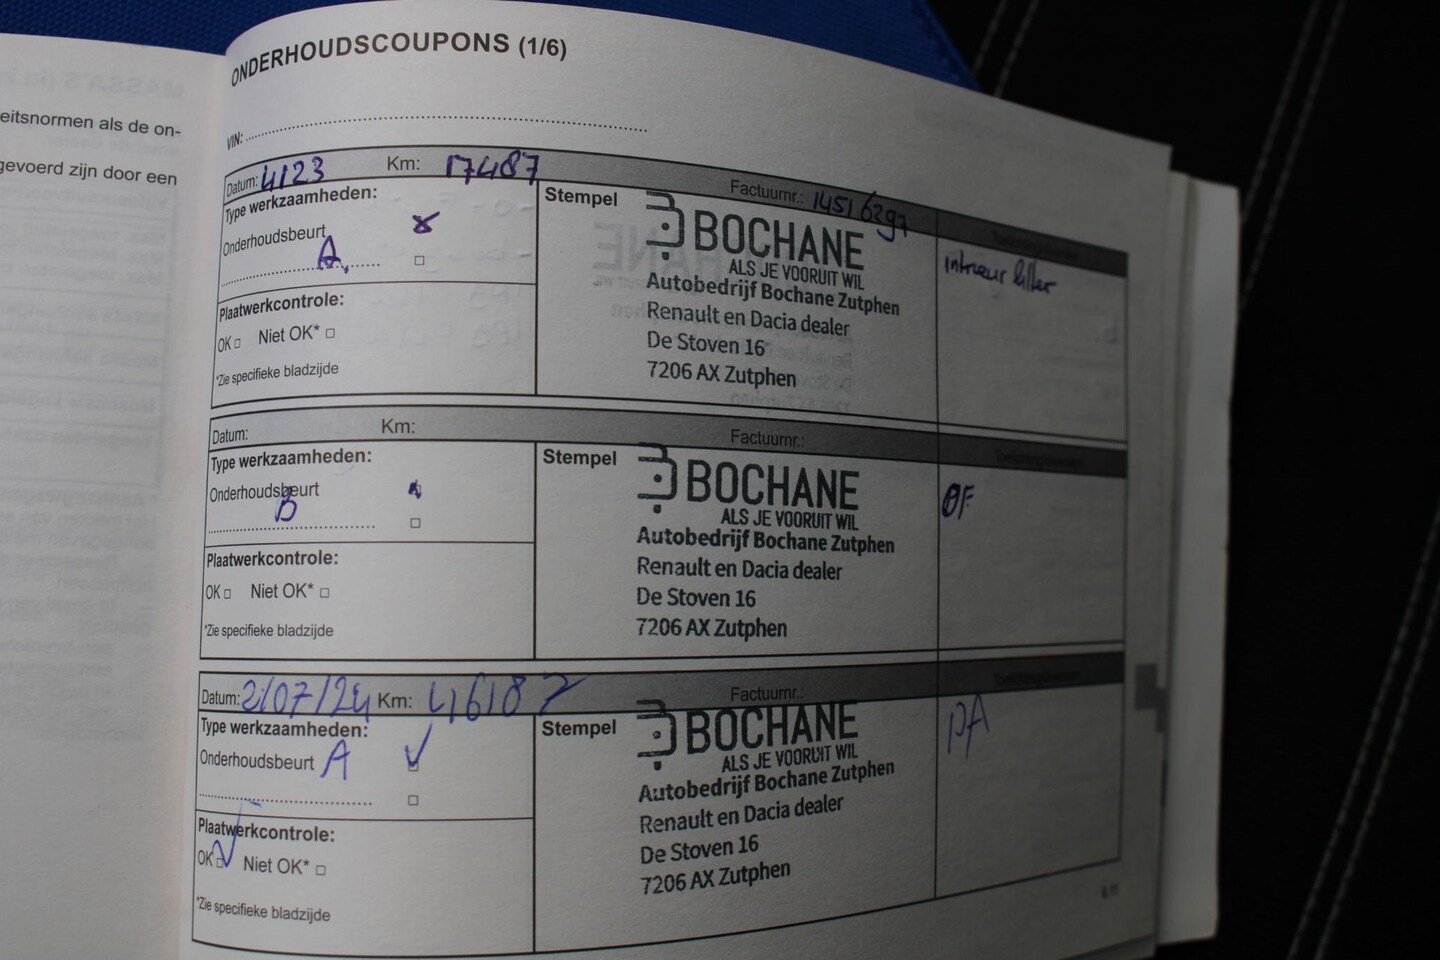 eitsnormen als de on-
gevoerd zijn door een
ONDERHOUDSCOUPONS (1/6)
VIN:
Datum: 4123 Km: 17487 Factuurnr.:
Type werkzaamheden:
Stempel
Onderhoudsbeurt
A.
BOCHANE
ALS JE VOORUIT WIL
Autobedrijf Bochane Zutphen
Renault en Dacia dealer
De Stoven 16
7206 AX Zutphen
Plaatwerkcontrole:
OK Niet OK*
*Zie specifieke bladzijde
Datum: Km: Factuurnr.:
Type werkzaamheden:
Stempel
Onderhoudsbeurt
B
BOCHANE
ALS JE VOORUIT WIL
Autobedrijf Bochane Zutphen
Renault en Dacia dealer
De Stoven 16
7206 AX Zutphen
Plaatwerkcontrole:
OK Niet OK*
*Zie specifieke bladzijde
Datum: 2/07/24 Km: 46187 Factuurnr.:
Type werkzaamheden:
Stempel
Onderhoudsbeurt A
BOCHANE
ALS JE VOORUIT WIL
Autobedrijf Bochane Zutphen
Renault en Dacia dealer
De Stoven 16
7206 AX Zutphen
Plaatwerkcontrole:
OK Niet OK*
*Zie specifieke bladzijde